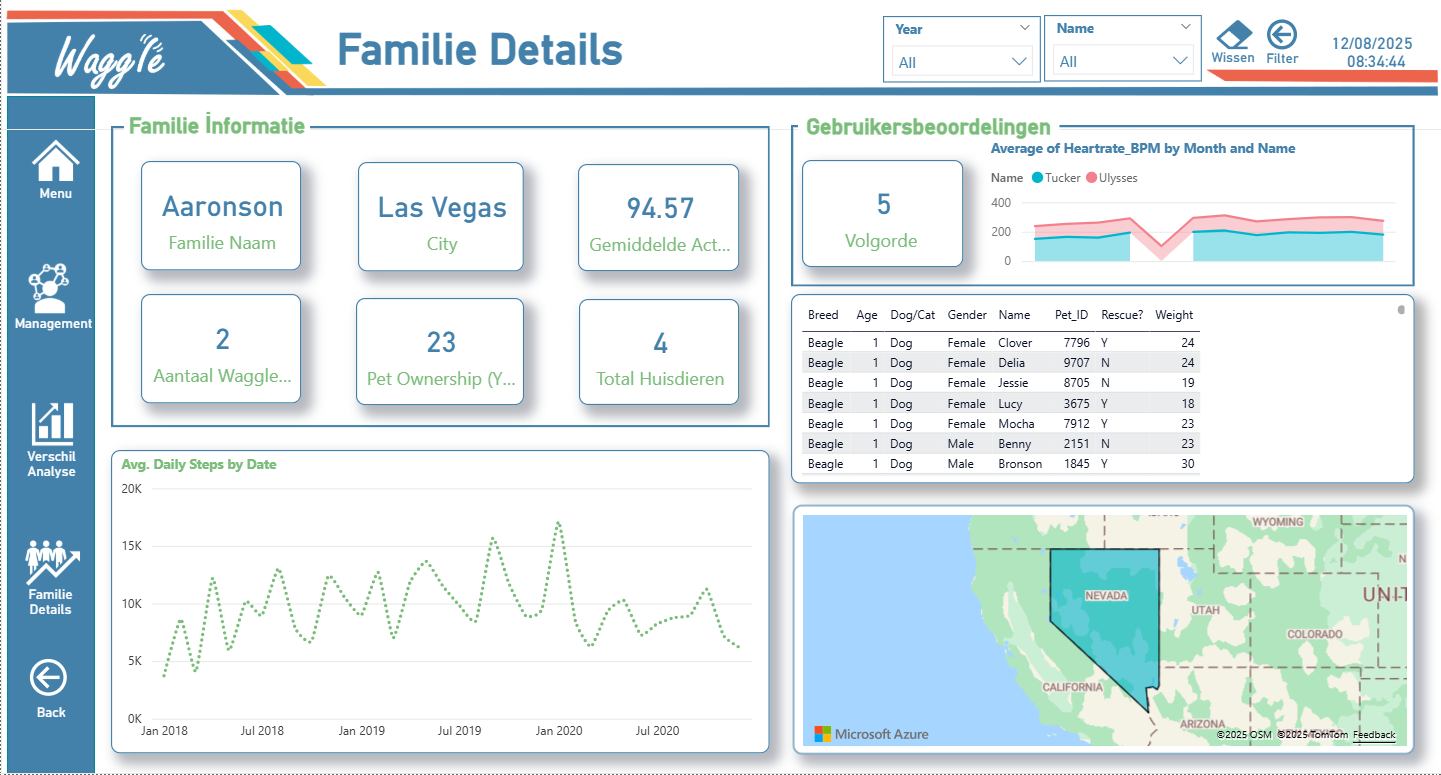 Waggle
Familie Details
Year
All
Name
All
Wissen
Filter
12/08/2025
08:34:44
Menu
Management
Verschil
Analyse
Familie
Details
Back
Familie İnformatie
Aaronson
Familie Naam
Las Vegas
City
94.57
Gemiddelde Act...
2
Aantaal Waggle...
23
Pet Ownership (Y...
4
Total Huisdieren
Gebruikersbeoordelingen
5
Volgorde
Average of Heartrate_BPM by Month and Name
Name Tucker Ulysses
400
200
0
Breed Age Dog/Cat Gender Name Pet_ID Rescue? Weight
Beagle 1 Dog Female Clover 7796 Y 24
Beagle 1 Dog Female Delia 9707 N 24
Beagle 1 Dog Female Jessie 8705 N 19
Beagle 1 Dog Female Lucy 3675 Y 18
Beagle 1 Dog Female Mocha 7912 Y 23
Beagle 1 Dog Male Benny 2151 N 23
Beagle 1 Dog Male Bronson 1845 Y 30
Avg. Daily Steps by Date
20K
15K
10K
5K
0K
Jan 2018 Jul 2018 Jan 2019 Jul 2019 Jan 2020 Jul 2020
WYOMING
NEVADA
UTAH
UNIT
COLORADO
CALIFORNIA
ARIZONA
Microsoft Azure
©2025 OSM ©2025 TomTom Feedback